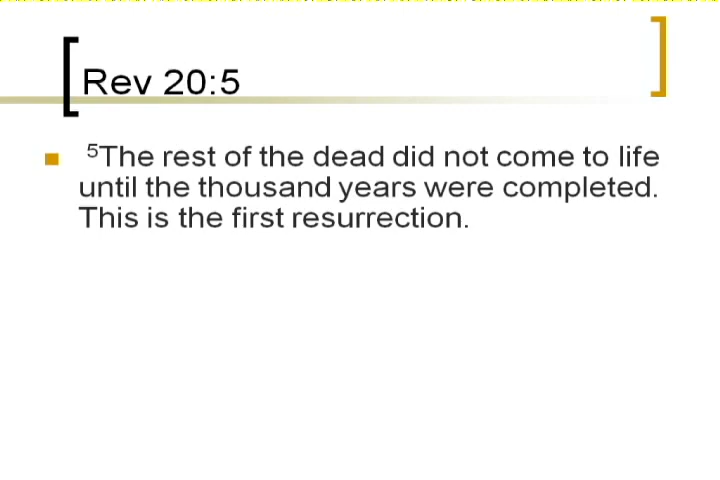 Rev 20:5
5The rest of the dead did not come to life
until the thousand years were completed.
This is the first resurrection.